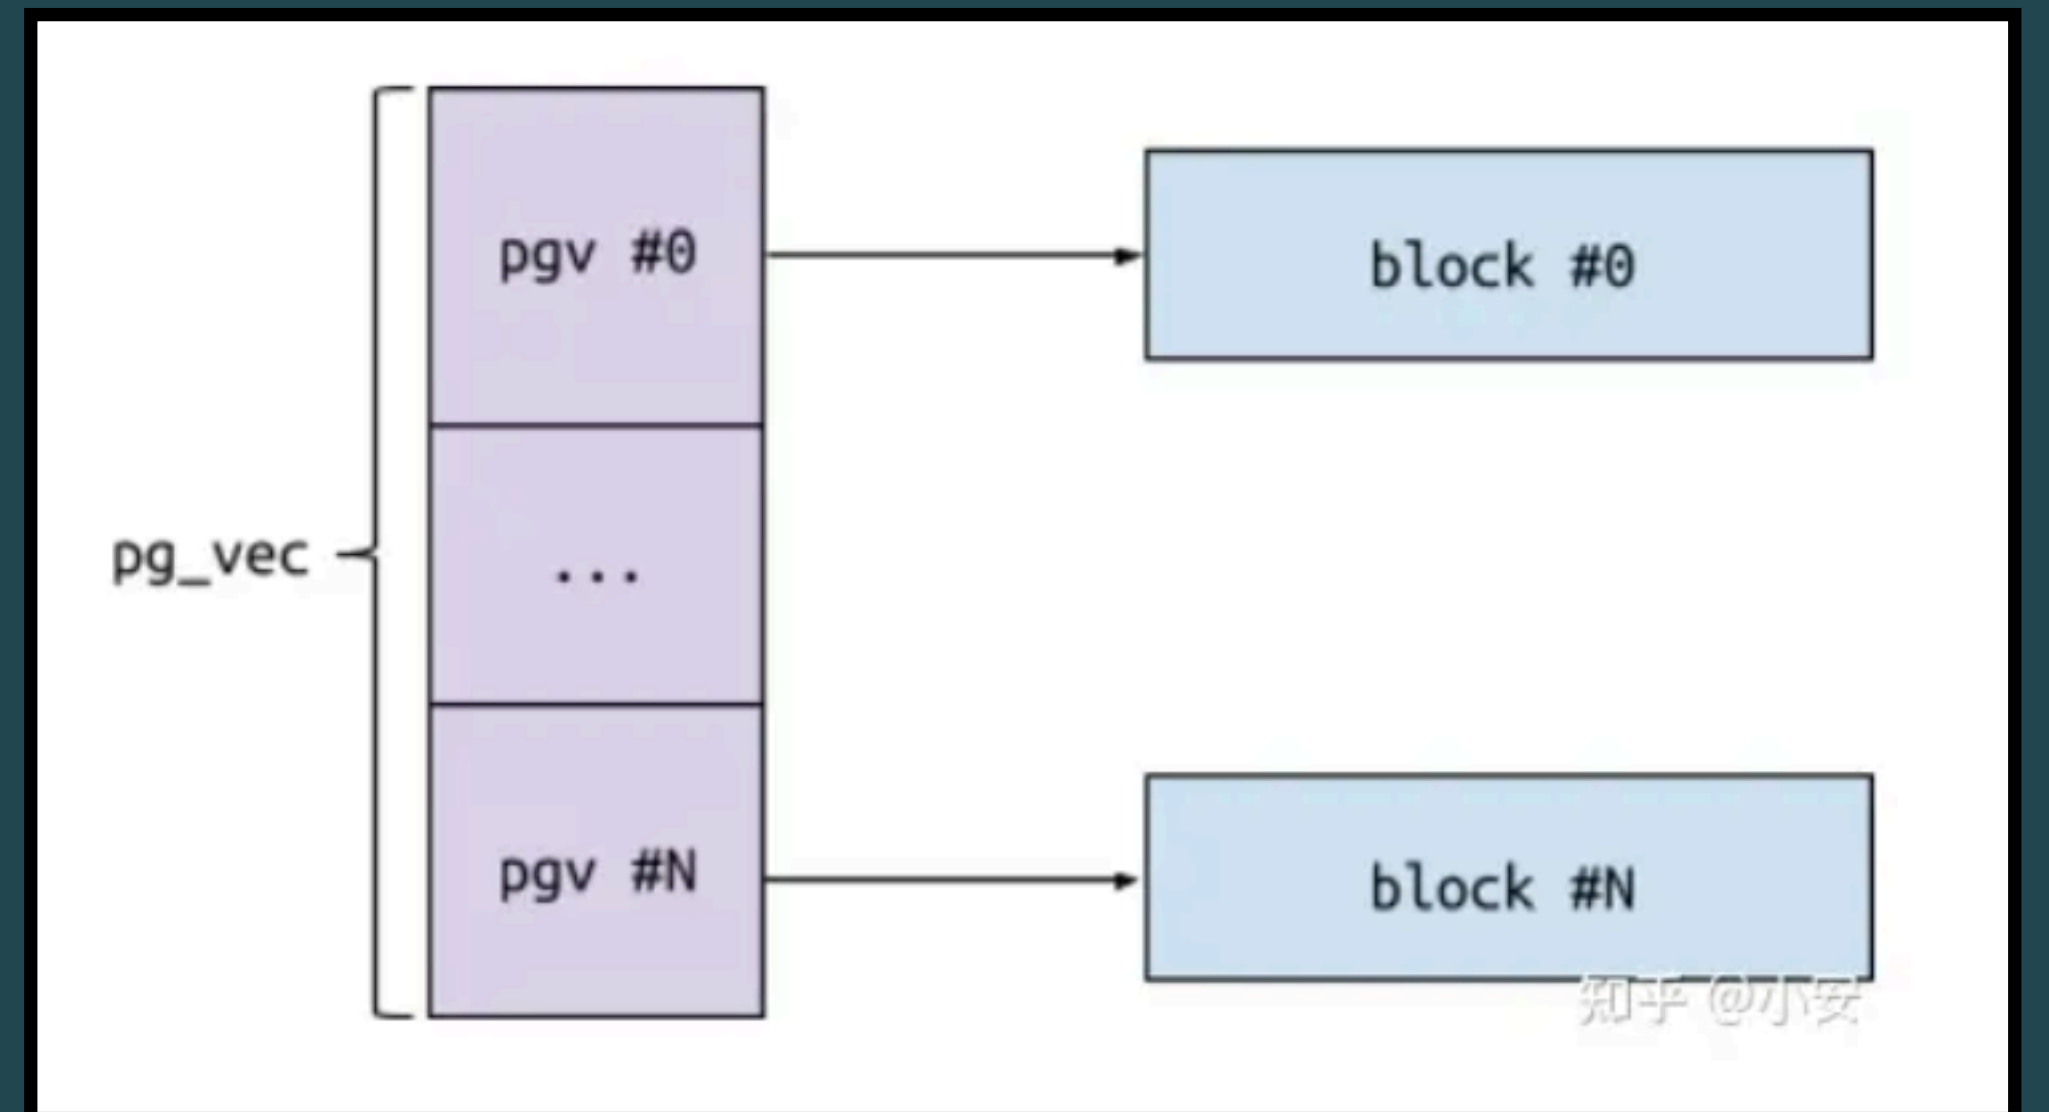 pgv #0
block #0
pg_vec
...
pgv #N
block #N
知乎 @小安